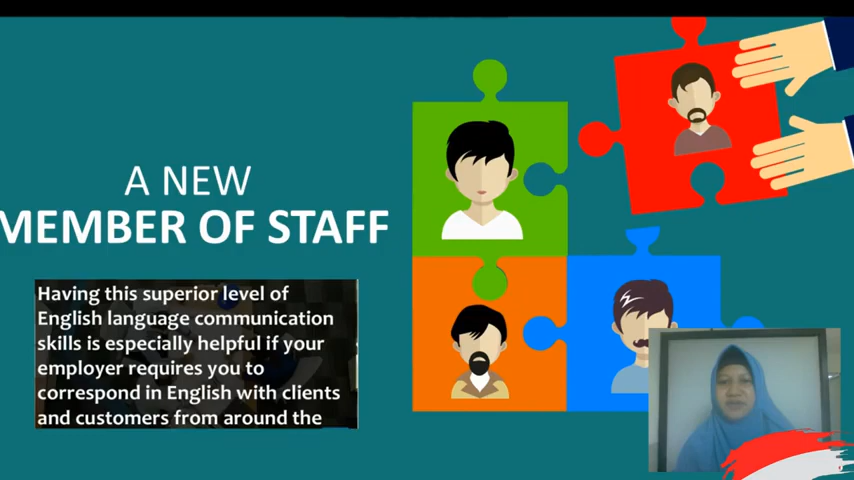 A NEW
MEMBER OF STAFF
Having this superior level of
English language communication
skills is especially helpful if your
employer requires you to
correspond in English with clients
and customers from around the